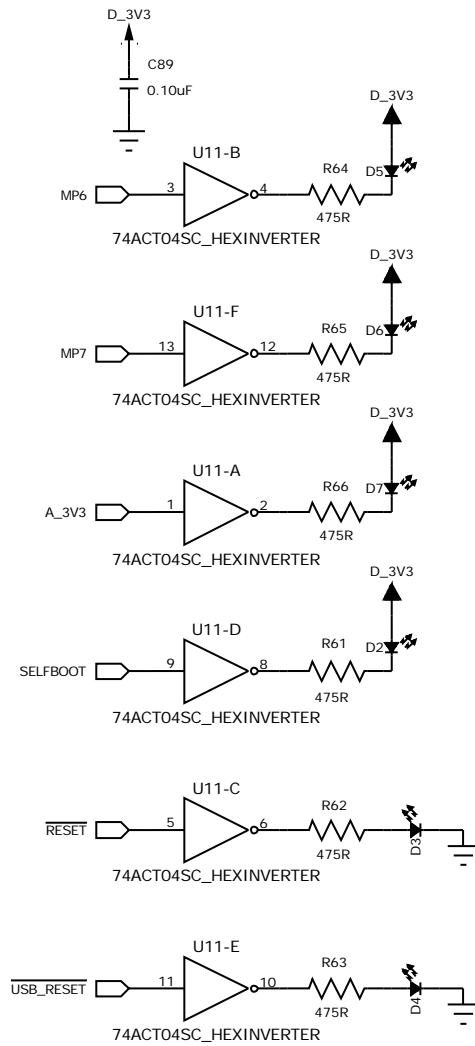 D_3V3
C89
0.10uF
D_3V3
U11-B
R64
D5
MP6
3
4
475R
74ACT04SC_HEXINVERTER
D_3V3
U11-F
R65
D6
MP7
13
12
475R
74ACT04SC_HEXINVERTER
D_3V3
U11-A
R66
D7
A_3V3
1
2
475R
74ACT04SC_HEXINVERTER
D_3V3
U11-D
R61
D2
SELFBOOT
9
8
475R
74ACT04SC_HEXINVERTER
U11-C
R62
RESET
5
6
D3
475R
74ACT04SC_HEXINVERTER
U11-E
R63
USB_RESET
11
10
D4
475R
74ACT04SC_HEXINVERTER